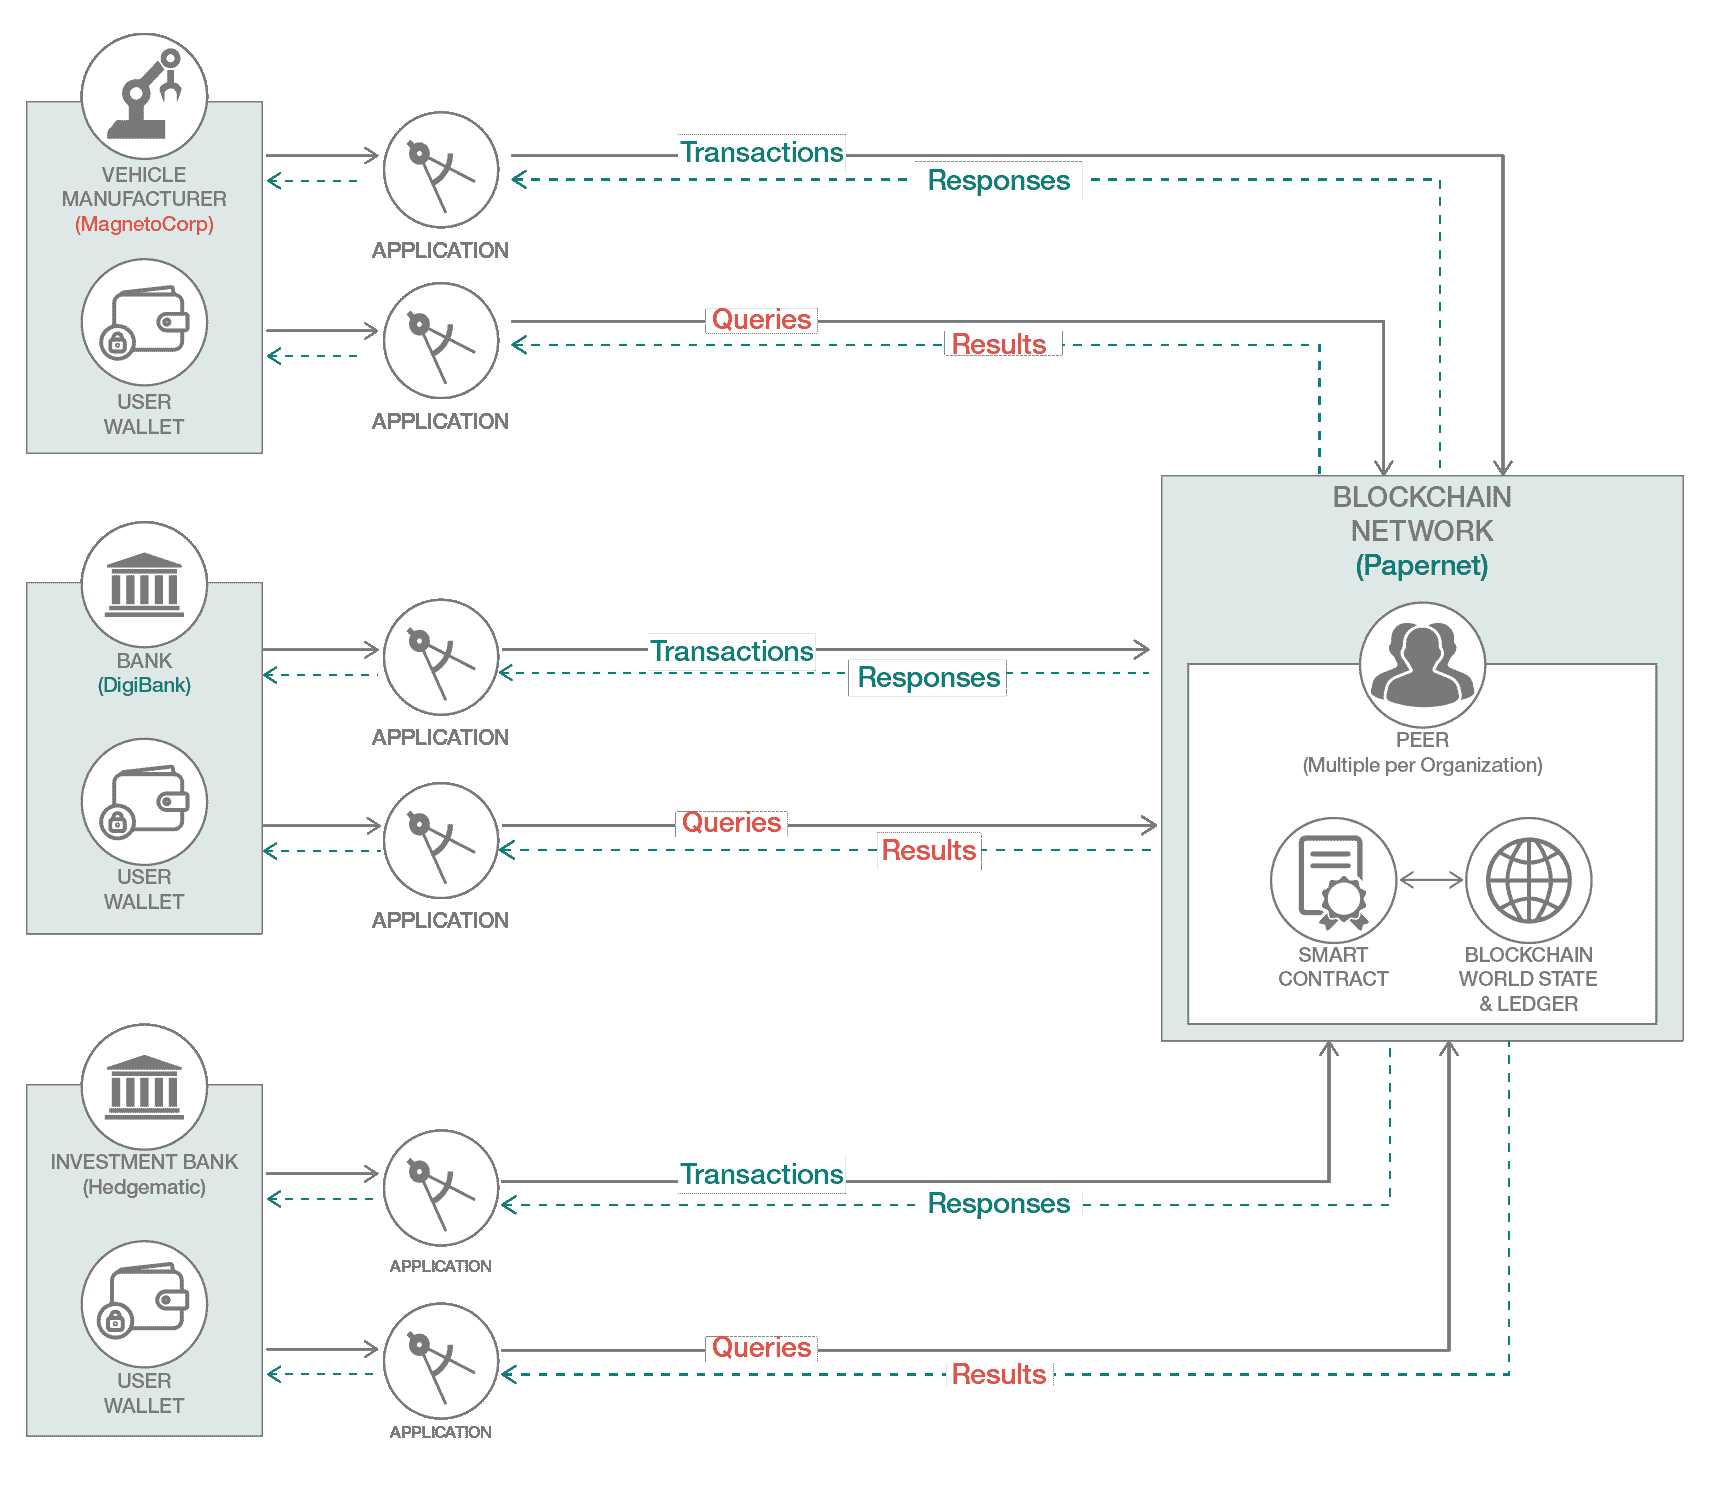 VEHICLE
MANUFACTURER
(MagnetoCorp)
USER
WALLET
APPLICATION
Transactions
Responses
APPLICATION
Queries
Results
BANK
(DigiBank)
USER
WALLET
APPLICATION
Transactions
Responses
APPLICATION
Queries
Results
INVESTMENT BANK
(Hedgematic)
USER
WALLET
APPLICATION
Transactions
Responses
APPLICATION
Queries
Results
BLOCKCHAIN
NETWORK
(Papernet)
PEER
(Multiple per Organization)
SMART
CONTRACT
BLOCKCHAIN
WORLD STATE
& LEDGER